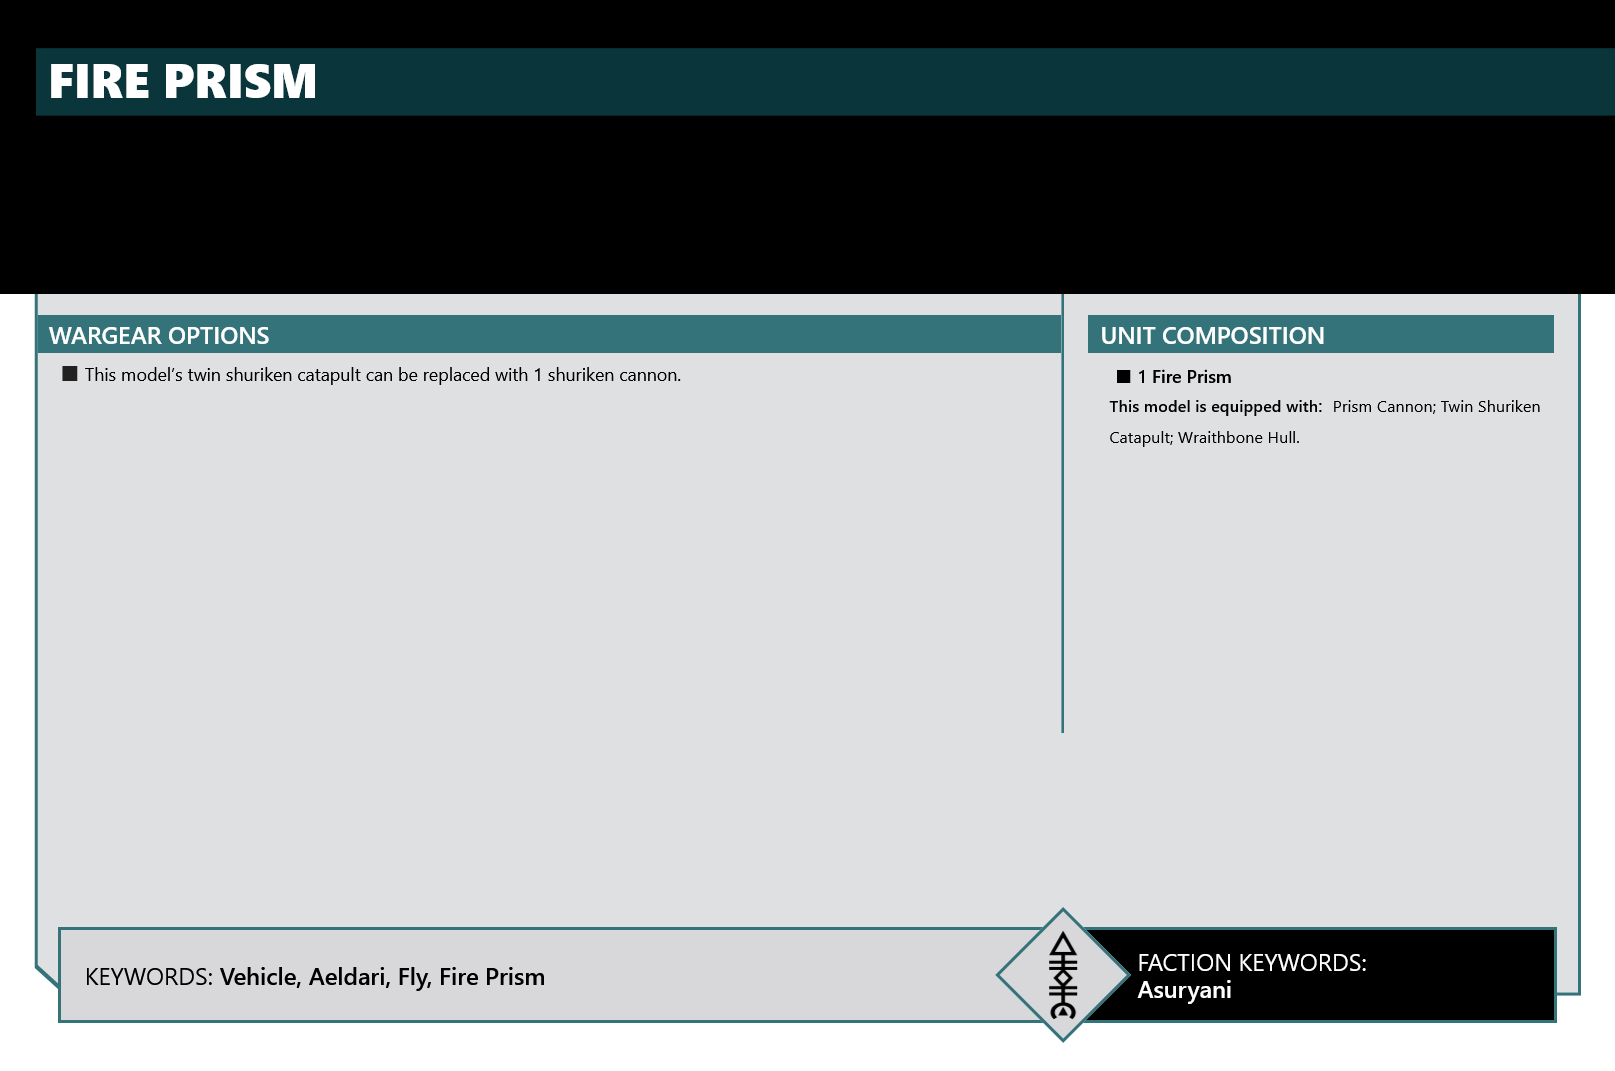 FIRE PRISM
WARGEAR OPTIONS
■ This model's twin shuriken catapult can be replaced with 1 shuriken cannon.
UNIT COMPOSITION
■ 1 Fire Prism
This model is equipped with: Prism Cannon; Twin Shuriken
Catapult; Wraithbone Hull.
KEYWORDS: Vehicle, Aeldari, Fly, Fire Prism
FACTION KEYWORDS:
Asuryani